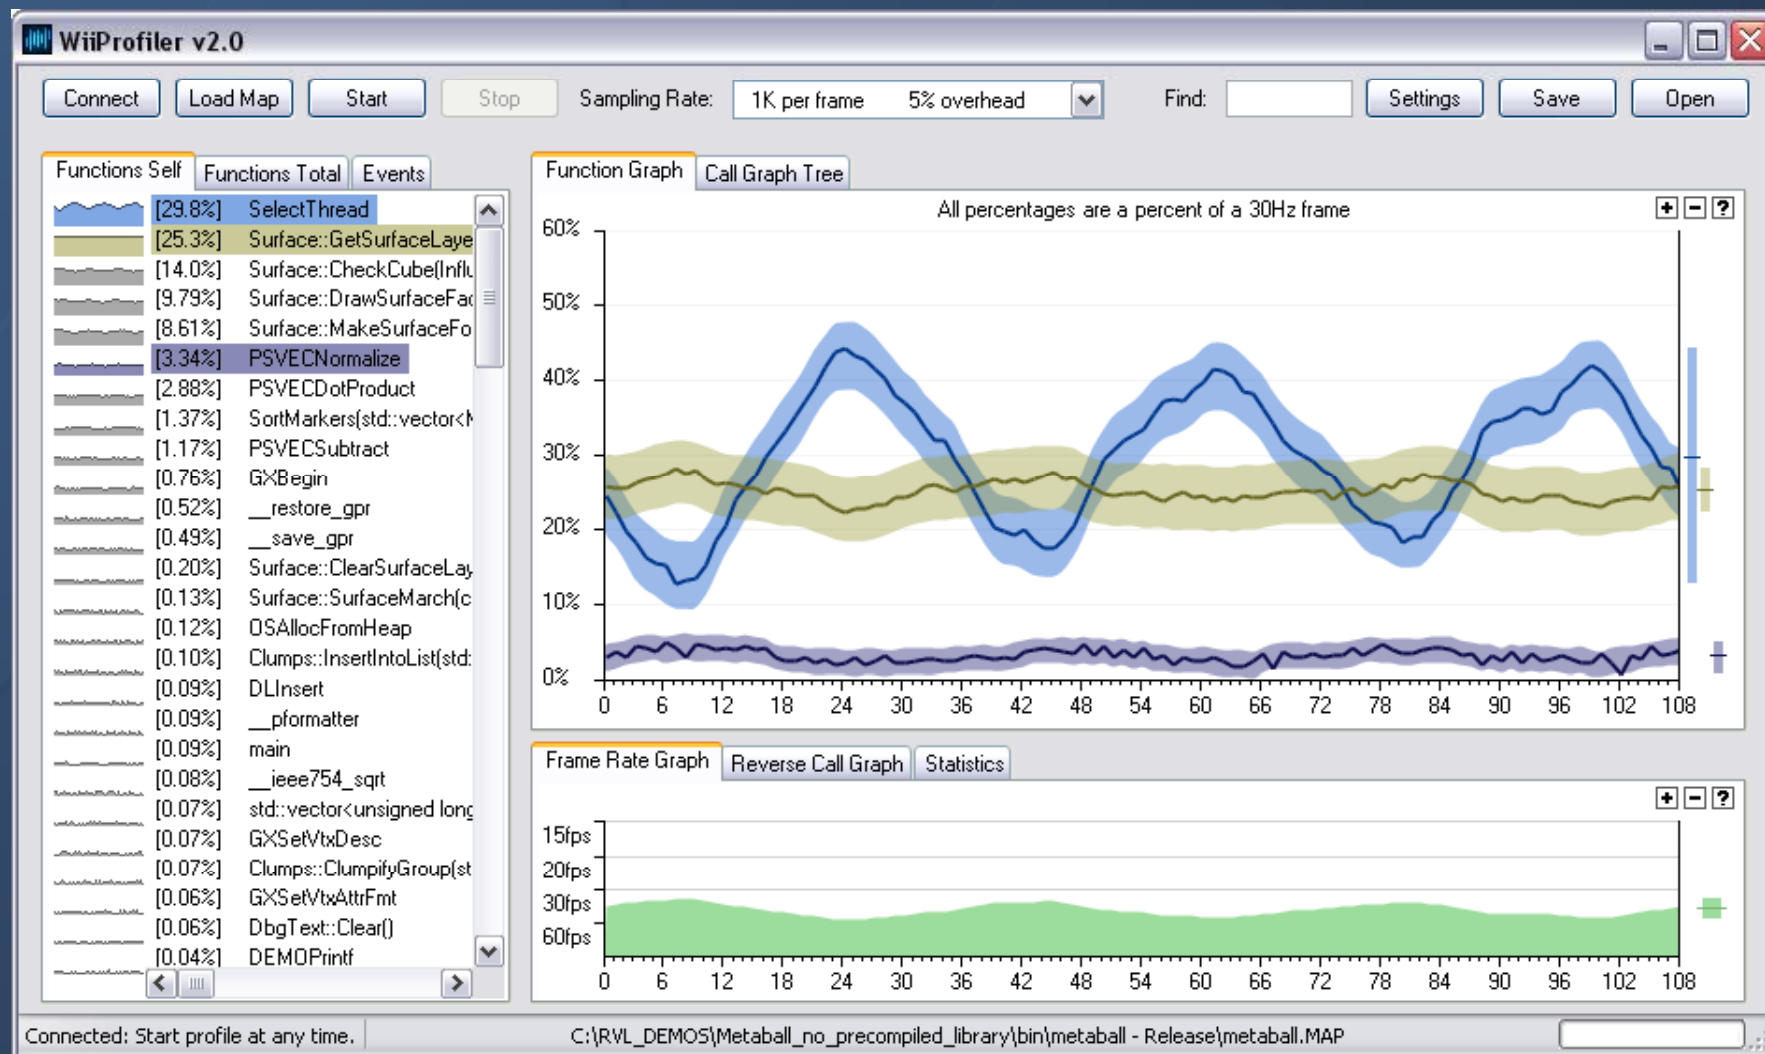 WiiProfiler v2.0
Connect Load Map Start Stop Sampling Rate: 1K per frame 5% overhead Find: Settings Save Open
Functions Self Functions Total Events
[29.8%] SelectThread
[25.3%] Surface::GetSurfaceLaye
[14.0%] Surface::CheckCube(Influ
[9.79%] Surface::DrawSurfaceFac
[8.61%] Surface::MakeSurfaceFo
[3.34%] PSVECNormalize
[2.88%] PSVECDotProduct
[1.37%] SortMarkers(std::vector<M
[1.17%] PSVECSubtract
[0.76%] GXBegin
[0.52%] __restore_gpr
[0.49%] __save_gpr
[0.20%] Surface::ClearSurfaceLay
[0.13%] Surface::SurfaceMarch(c
[0.12%] OSAllocFromHeap
[0.10%] Clumps::InsertIntoList(std:
[0.09%] DLInsert
[0.09%] __pformatter
[0.09%] main
[0.08%] __ieee754_sqrt
[0.07%] std::vector<unsigned long
[0.07%] GXSetVtxDesc
[0.07%] Clumps::ClumpifyGroup(st
[0.06%] GXSetVtxAttrFmt
[0.06%] DbgText::Clear()
[0.04%] DEMOPrintf
Function Graph Call Graph Tree
All percentages are a percent of a 30Hz frame
+ - ?
60%
50%
40%
30%
20%
10%
0%
0 6 12 18 24 30 36 42 48 54 60 66 72 78 84 90 96 102 108
Frame Rate Graph Reverse Call Graph Statistics
+ - ?
15fps
20fps
30fps
60fps
0 6 12 18 24 30 36 42 48 54 60 66 72 78 84 90 96 102 108
Connected: Start profile at any time. C:\RVL_DEMOS\Metaball_no_precompiled_library\bin\metaball - Release\metaball.MAP